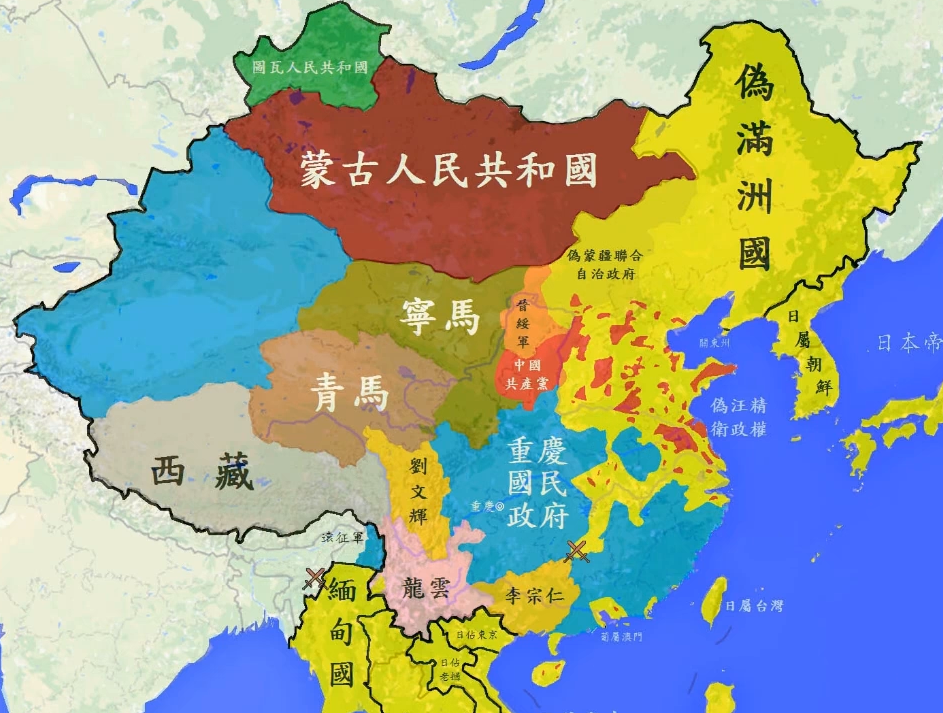 圖瓦人民共和國
蒙古人民共和國
偽滿洲國
偽蒙疆聯合
自治政府
寧馬
晉綏軍
中國
共產黨
青馬
關東州
日屬朝鮮
日本帝
偽汪精
衛政權
西藏
劉文輝
重慶
國民
政府
重慶
遠征軍
緬甸國
龍雲
李宗仁
日屬台灣
葡屬澳門
日佔東京
日佔
老撾